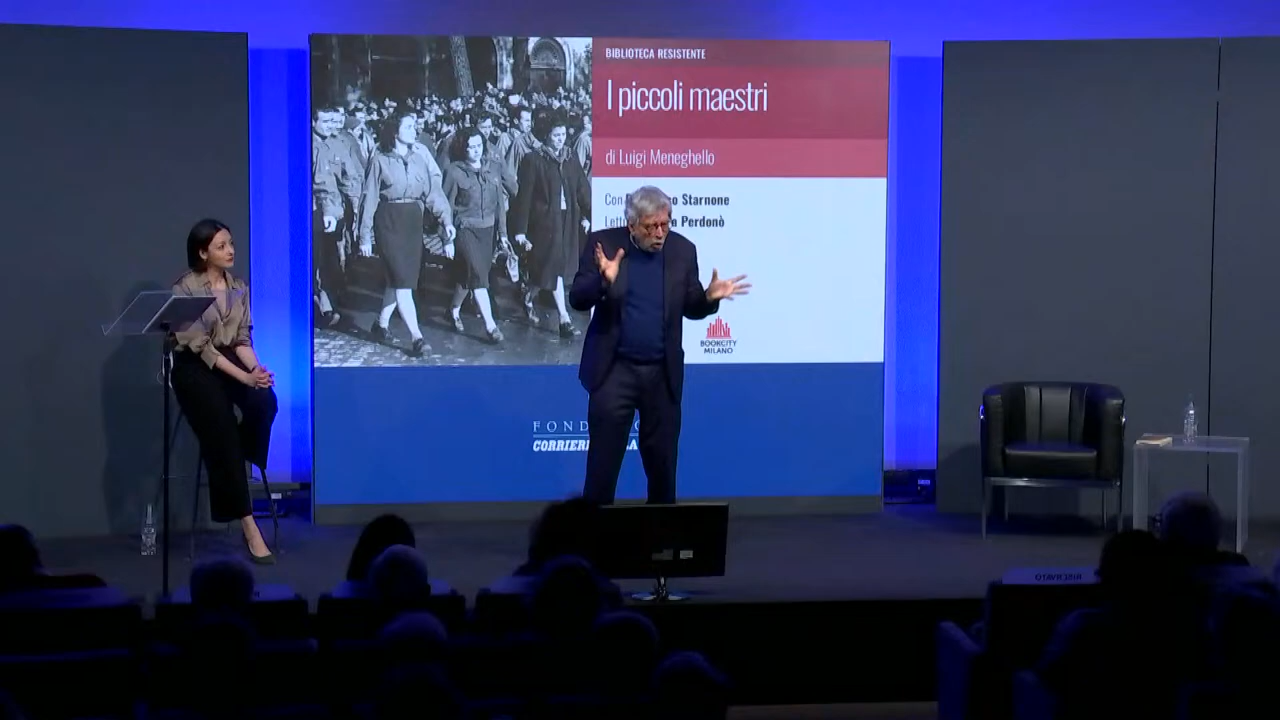 BIBLIOTECA RESISTENTE
I piccoli maestri
di Luigi Meneghello
Con Starnone
Perdonò
BOOKCITY
MILANO